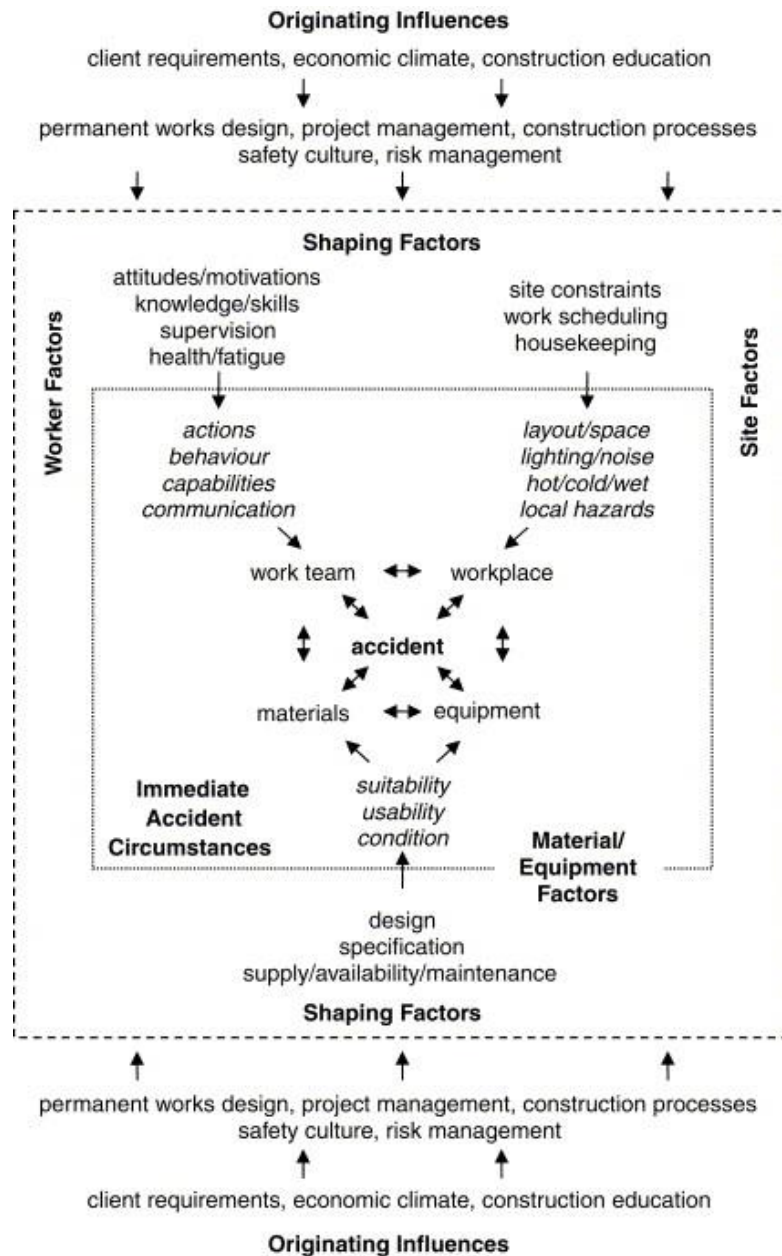 Originating Influences
client requirements, economic climate, construction education
permanent works design, project management, construction processes
safety culture, risk management
Shaping Factors
attitudes/motivations
knowledge/skills
supervision
health/fatigue
site constraints
work scheduling
housekeeping
Worker Factors
Site Factors
actions
behaviour
capabilities
communication
layout/space
lighting/noise
hot/cold/wet
local hazards
work team
workplace
accident
materials
equipment
Immediate
Accident
Circumstances
suitability
usability
condition
Material/
Equipment
Factors
design
specification
supply/availability/maintenance
Shaping Factors
permanent works design, project management, construction processes
safety culture, risk management
client requirements, economic climate, construction education
Originating Influences